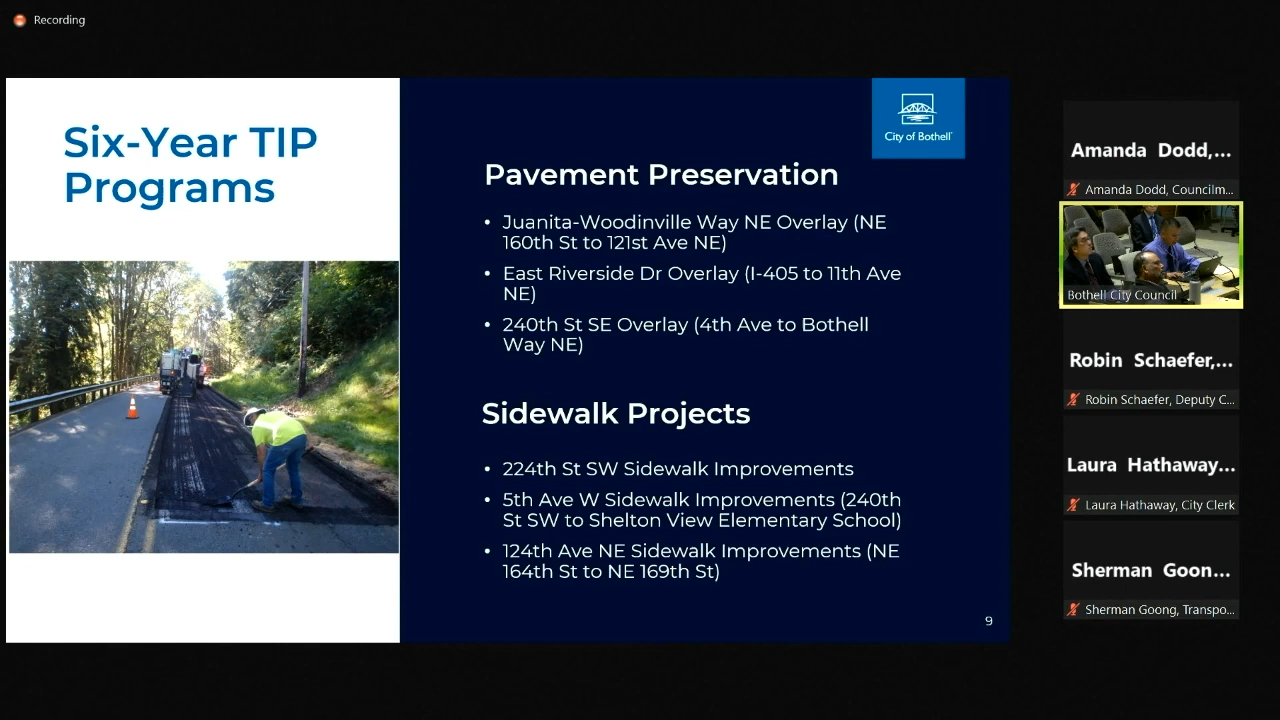 Recording
Six-Year TIP
Programs
City of Bothell
Pavement Preservation
• Juanita-Woodinville Way NE Overlay (NE
160th St to 121st Ave NE)
• East Riverside Dr Overlay (I-405 to 11th Ave
NE)
• 240th St SE Overlay (4th Ave to Bothell
Way NE)
Sidewalk Projects
• 224th St SW Sidewalk Improvements
• 5th Ave W Sidewalk Improvements (240th
St SW to Shelton View Elementary School)
• 124th Ave NE Sidewalk Improvements (NE
164th St to NE 169th St)
9
Amanda Dodd,...
Amanda Dodd, Councilm...
Bothell City Council
Robin Schaefer,...
Robin Schaefer, Deputy C...
Laura Hathaway...
Laura Hathaway, City Clerk
Sherman Goon...
Sherman Goong, Transpo...